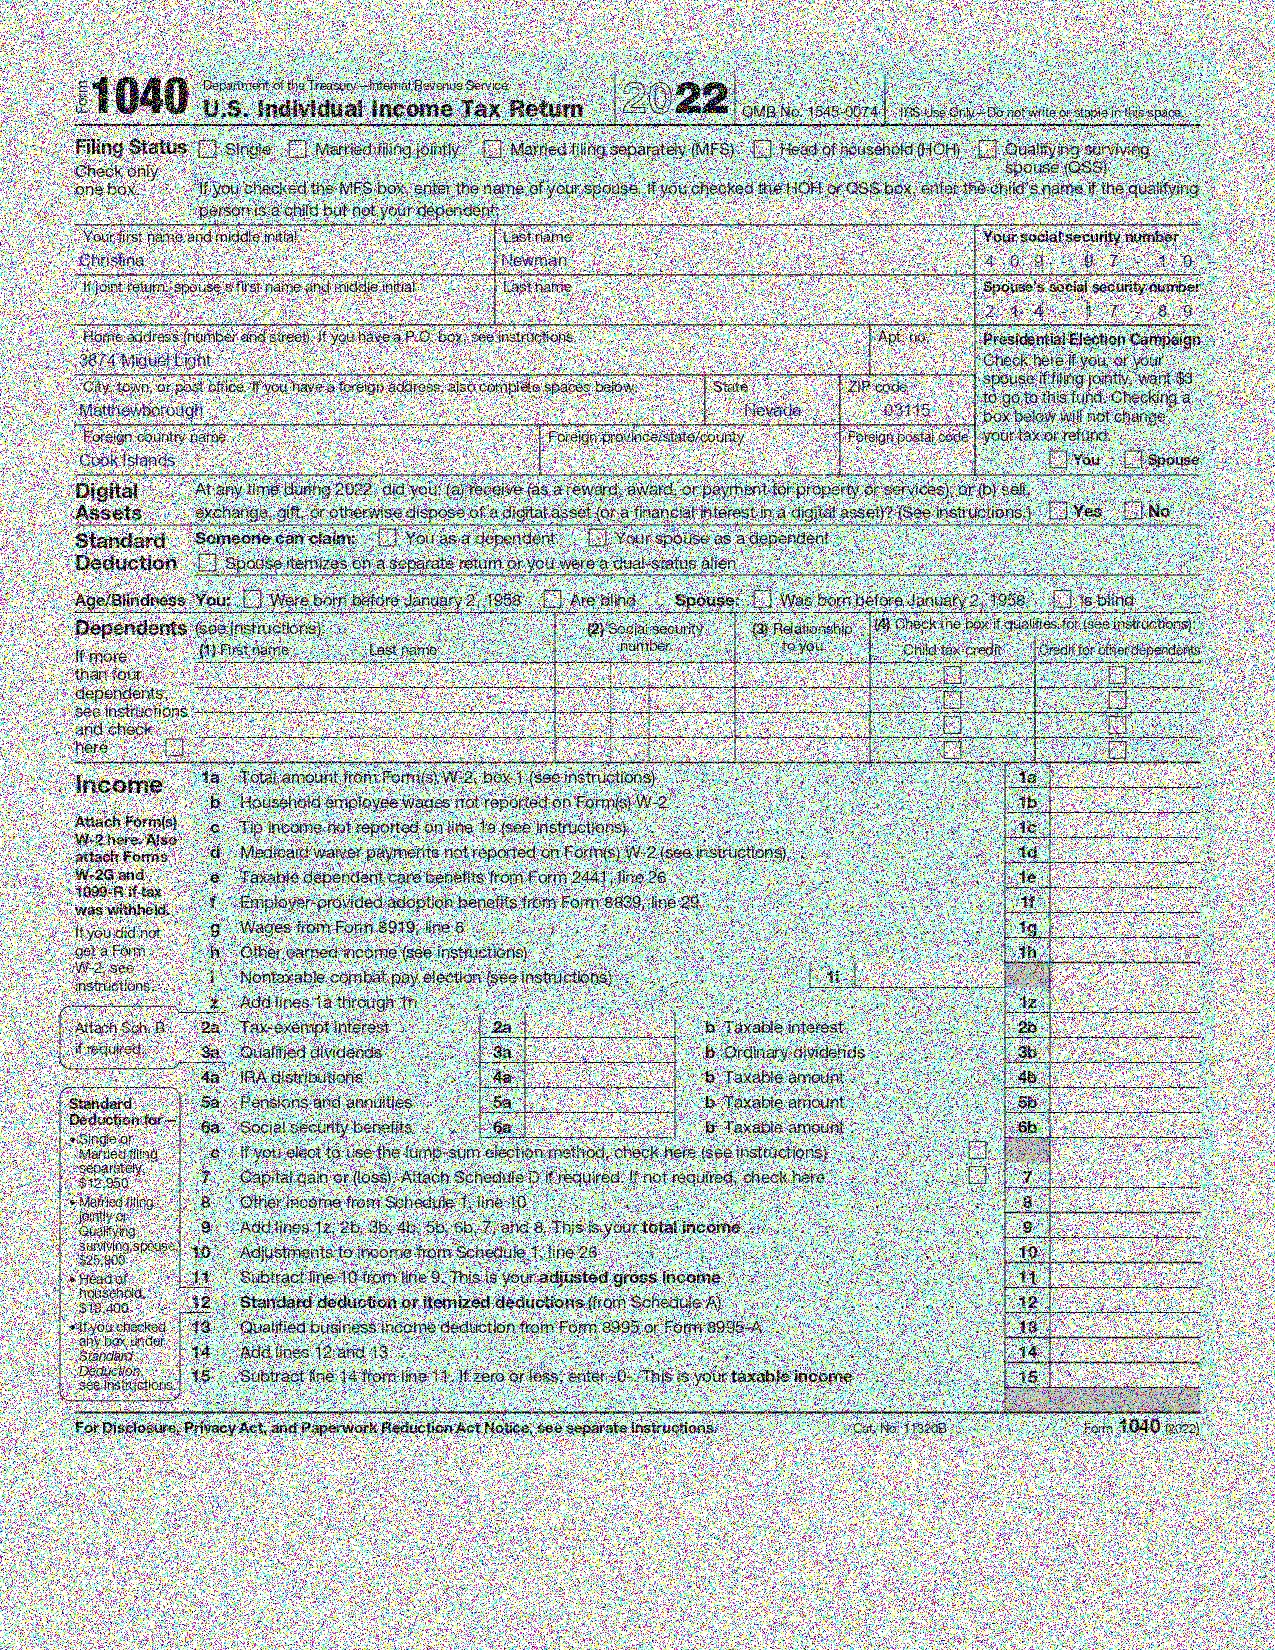 Form 1040 Department of the Treasury—Internal Revenue Service
U.S. Individual Income Tax Return 2022 OMB No. 1545-0074 IRS Use Only—Do not write or staple in this space.
Filing Status Single Married filing jointly Married filing separately (MFS) Head of household (HOH) Qualifying surviving spouse (QSS)
Check only one box.
If you checked the MFS box, enter the name of your spouse. If you checked the HOH or QSS box, enter the child's name if the qualifying
person is a child but not your dependent:
Your first name and middle initial Last name Your social security number
Christina Newman
If joint return, spouse's first name and middle initial Last name Spouse's social security number
Home address (number and street). If you have a P.O. box, see instructions. Apt. no.
3874 Miguel Light
City, town, or post office. If you have a foreign address, also complete spaces below. State ZIP code
Matthewborough Nevada 03115
Foreign country name Foreign province/state/county Foreign postal code
Cook Islands
Presidential Election Campaign
Check here if you, or your
spouse if filing jointly, want $3
to go to this fund. Checking a
box below will not change
your tax or refund.
You Spouse
Digital Assets
At any time during 2022, did you: (a) receive (as a reward, award, or payment for property or services); or (b) sell,
exchange, gift, or otherwise dispose of a digital asset (or a financial interest in a digital asset)? (See instructions.) Yes No
Standard Deduction
Someone can claim: You as a dependent Your spouse as a dependent
Spouse itemizes on a separate return or you were a dual-status alien
Age/Blindness You: Were born before January 2, 1958 Are blind Spouse: Was born before January 2, 1958 Is blind
Dependents (see instructions): (2) Social security number (3) Relationship to you (4) Check the box if qualifies for (see instructions):
(1) First name Last name Child tax credit Credit for other dependents
If more
than four
dependents,
see instructions
and check
here
Income
Attach Form(s)
W-2 here. Also
attach Forms
W-2G and
1099-R if tax
was withheld.
If you did not
get a Form
W-2, see
instructions.
1a Total amount from Form(s) W-2, box 1 (see instructions) 1a
b Household employee wages not reported on Form(s) W-2 1b
c Tip income not reported on line 1a (see instructions) 1c
d Medicaid waiver payments not reported on Form(s) W-2 (see instructions) 1d
e Taxable dependent care benefits from Form 2441, line 26 1e
f Employer-provided adoption benefits from Form 8839, line 29 1f
g Wages from Form 8919, line 6 1g
h Other earned income (see instructions) 1h
i Nontaxable combat pay election (see instructions) 1i
z Add lines 1a through 1h 1z
Attach Sch. B
if required.
2a Tax-exempt interest 2a b Taxable interest 2b
3a Qualified dividends 3a b Ordinary dividends 3b
4a IRA distributions 4a b Taxable amount 4b
5a Pensions and annuities 5a b Taxable amount 5b
6a Social security benefits 6a b Taxable amount 6b
c If you elect to use the lump-sum election method, check here (see instructions)
7 Capital gain or (loss). Attach Schedule D if required. If not required, check here 7
8 Other income from Schedule 1, line 10 8
9 Add lines 1z, 2b, 3b, 4b, 5b, 6b, 7, and 8. This is your total income 9
10 Adjustments to income from Schedule 1, line 26 10
11 Subtract line 10 from line 9. This is your adjusted gross income 11
12 Standard deduction or itemized deductions (from Schedule A) 12
13 Qualified business income deduction from Form 8995 or Form 8995-A 13
14 Add lines 12 and 13 14
15 Subtract line 14 from line 11. If zero or less, enter -0-. This is your taxable income 15
Standard
Deduction for—
• Single or
Married filing
separately,
$12,950
• Married filing
jointly or
Qualifying
surviving spouse,
$25,900
• Head of
household,
$19,400
• If you checked
any box under
Standard
Deduction,
see instructions.
For Disclosure, Privacy Act, and Paperwork Reduction Act Notice, see separate instructions. Cat. No. 11320B Form 1040 (2022)